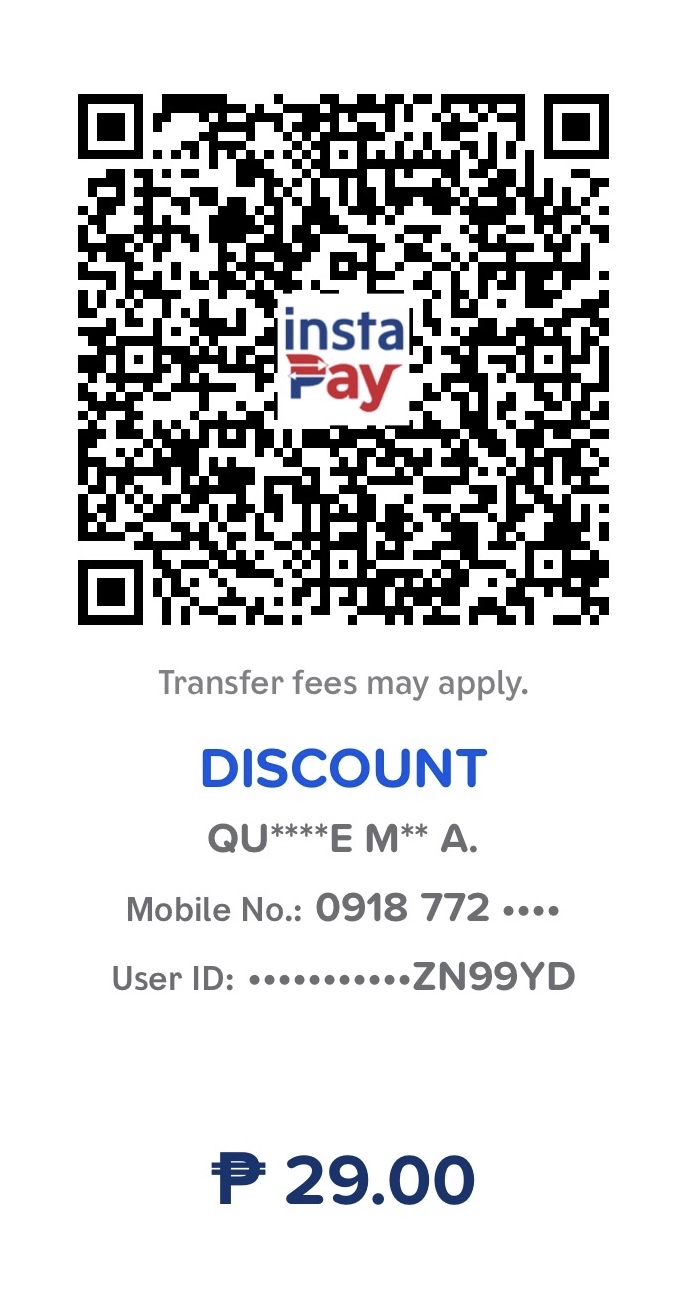 insta
Pay
Transfer fees may apply.
DISCOUNT
QU****E M** A.
Mobile No.: 0918 772 ••••
User ID: •••••••••••ZN99YD
₱ 29.00